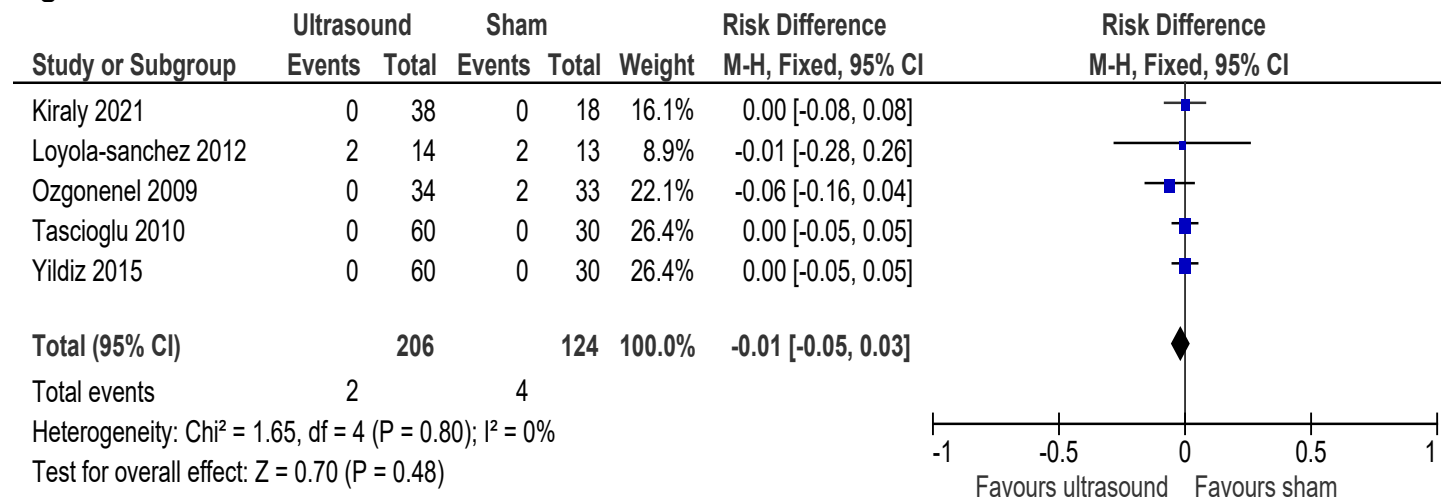 Ultrasound Sham Risk Difference Risk Difference
Study or Subgroup Events Total Events Total Weight M-H, Fixed, 95% CI M-H, Fixed, 95% CI
Kiraly 2021 0 38 0 18 16.1% 0.00 [-0.08, 0.08]
Loyola-sanchez 2012 2 14 2 13 8.9% -0.01 [-0.28, 0.26]
Ozgonenel 2009 0 34 2 33 22.1% -0.06 [-0.16, 0.04]
Tascioglu 2010 0 60 0 30 26.4% 0.00 [-0.05, 0.05]
Yildiz 2015 0 60 0 30 26.4% 0.00 [-0.05, 0.05]
Total (95% CI) 206 124 100.0% -0.01 [-0.05, 0.03]
Total events 2 4
Heterogeneity: Chi² = 1.65, df = 4 (P = 0.80); I² = 0%
Test for overall effect: Z = 0.70 (P = 0.48)
-1 -0.5 0 0.5 1
Favours ultrasound Favours sham